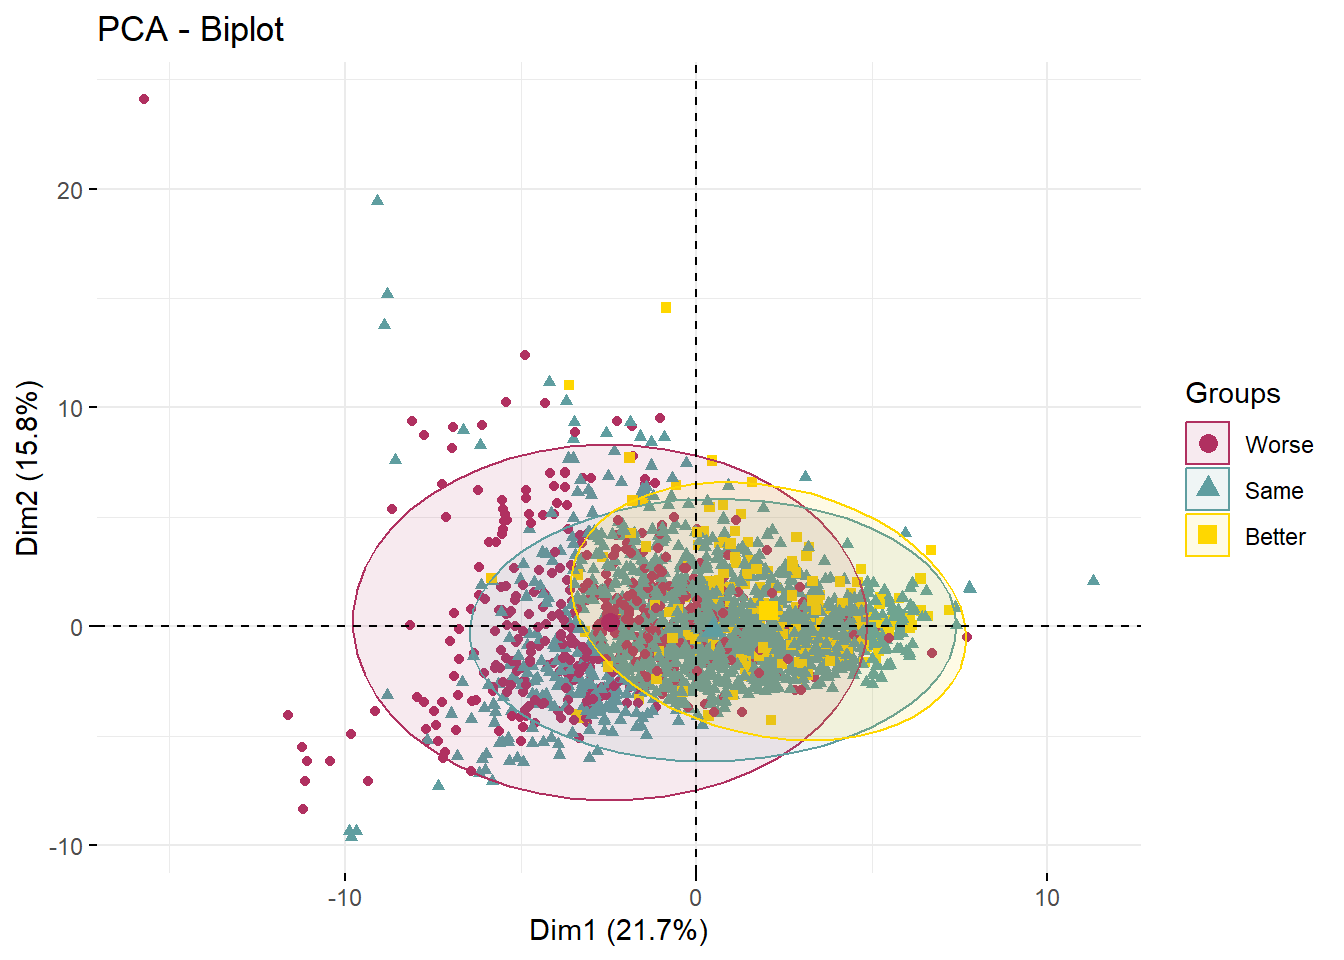 PCA - Biplot
20
10
0
-10
Dim2 (15.8%)
-10
0
10
Dim1 (21.7%)
Groups
Worse
Same
Better